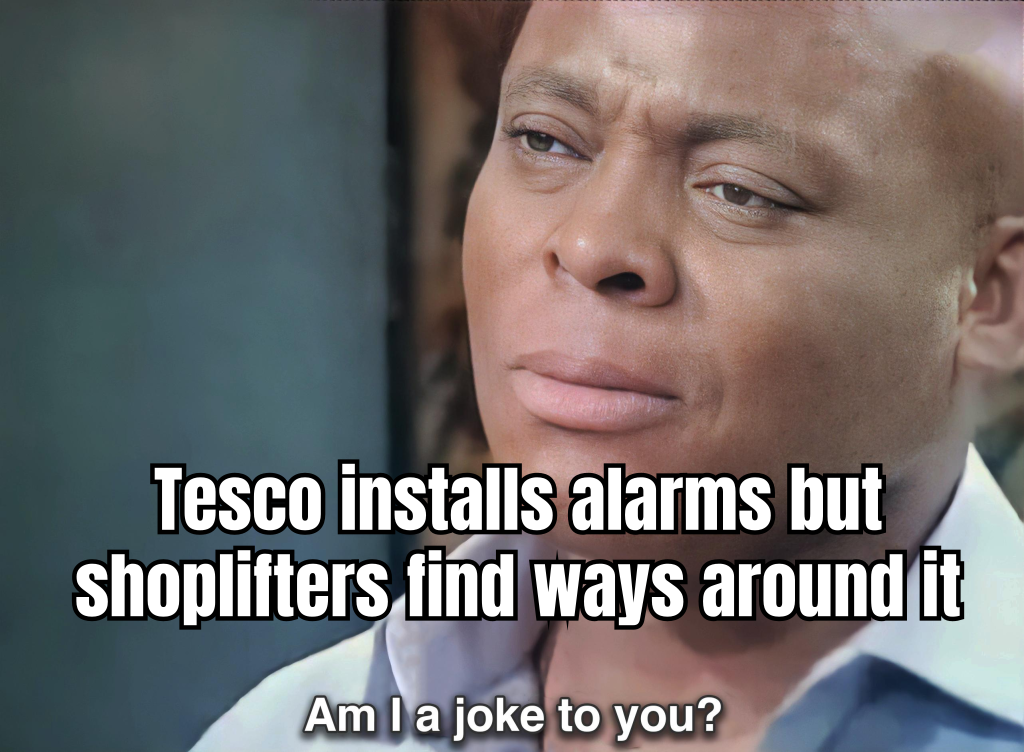 Tesco installs alarms but
shoplifters find ways around it
Am I a joke to you?